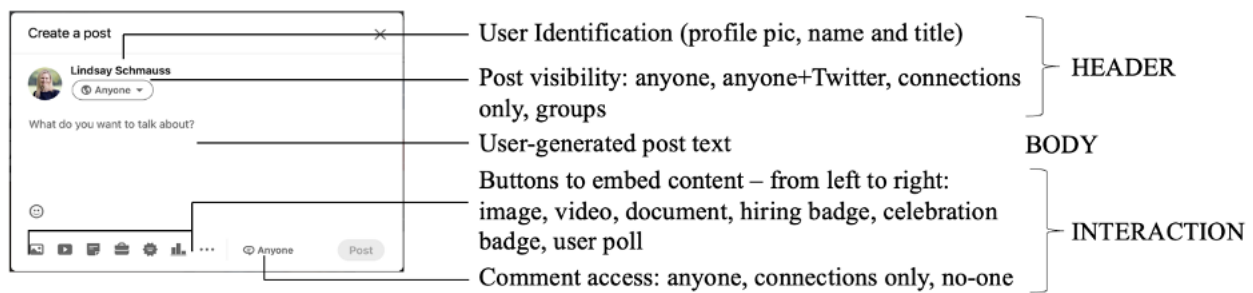 Create a post
Lindsay Schmauss
Anyone
What do you want to talk about?
Anyone
Post
User Identification (profile pic, name and title)
Post visibility: anyone, anyone+Twitter, connections
only, groups
HEADER
User-generated post text
BODY
Buttons to embed content – from left to right:
image, video, document, hiring badge, celebration
badge, user poll
Comment access: anyone, connections only, no-one
INTERACTION